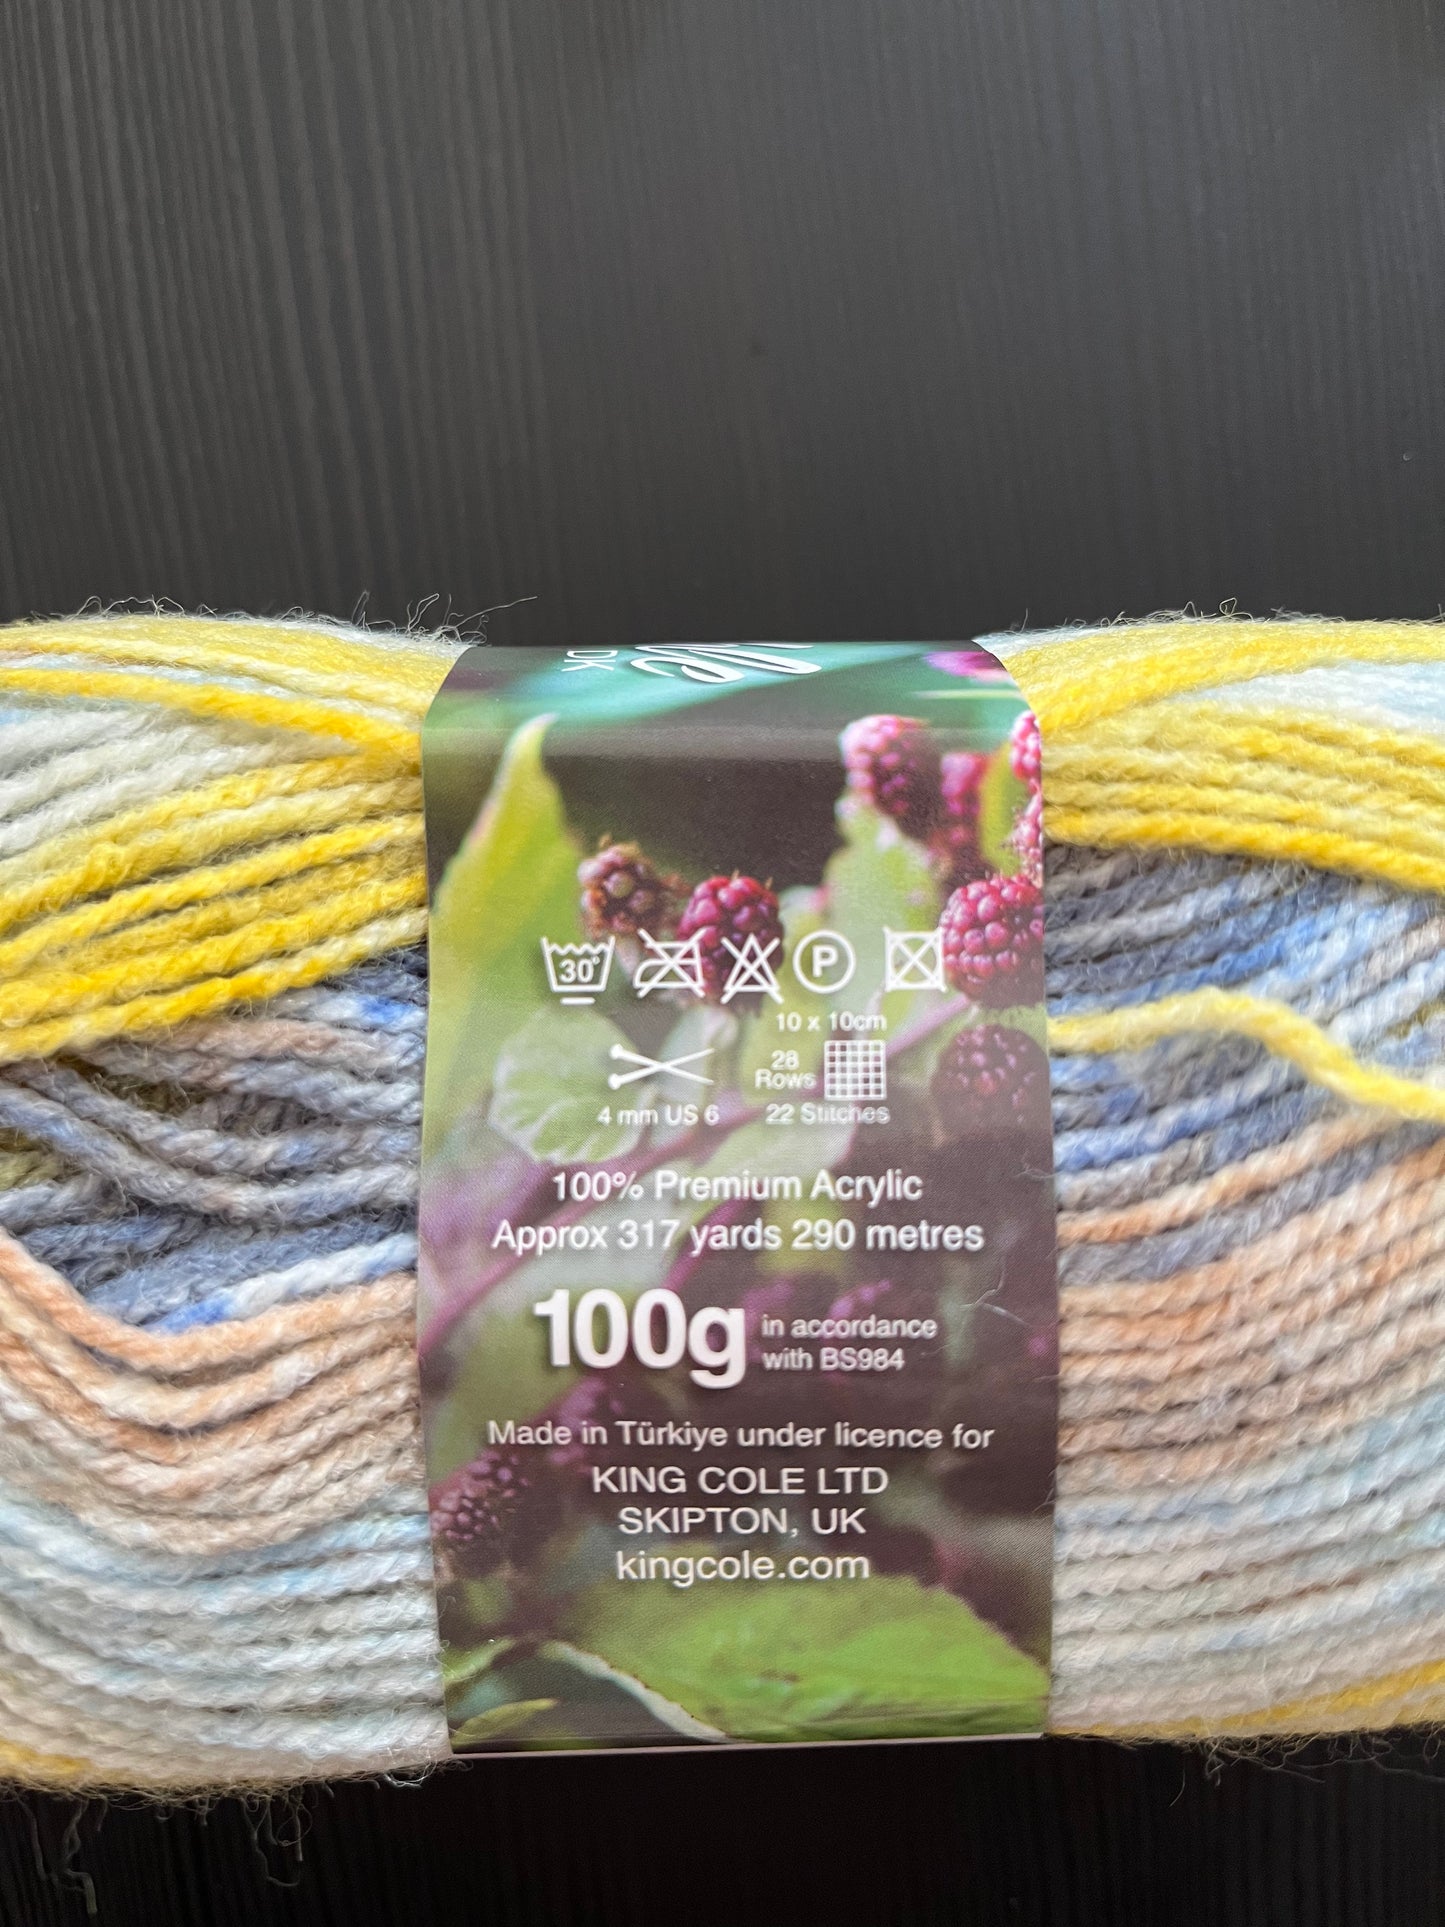 DK
30°
P
10 x 10cm
28
Rows
4 mm US 6
22 Stitches
100% Premium Acrylic
Approx 317 yards 290 metres
100g
in accordance
with BS984
Made in Türkiye under licence for
KING COLE LTD
SKIPTON, UK
kingcole.com